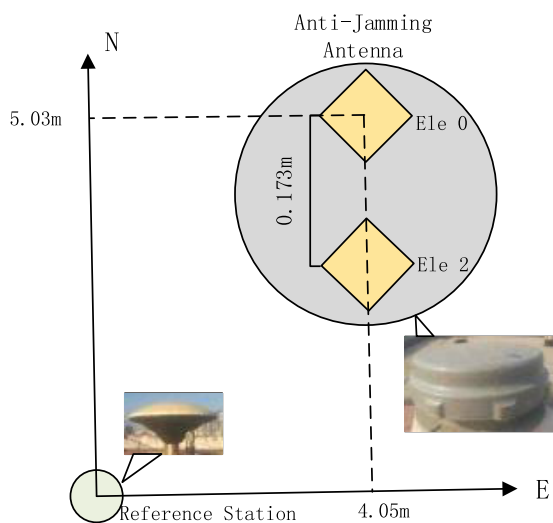 Anti-Jamming
Antenna
N
5.03m
Ele 0
0.173m
Ele 2
E
Reference Station
4.05m